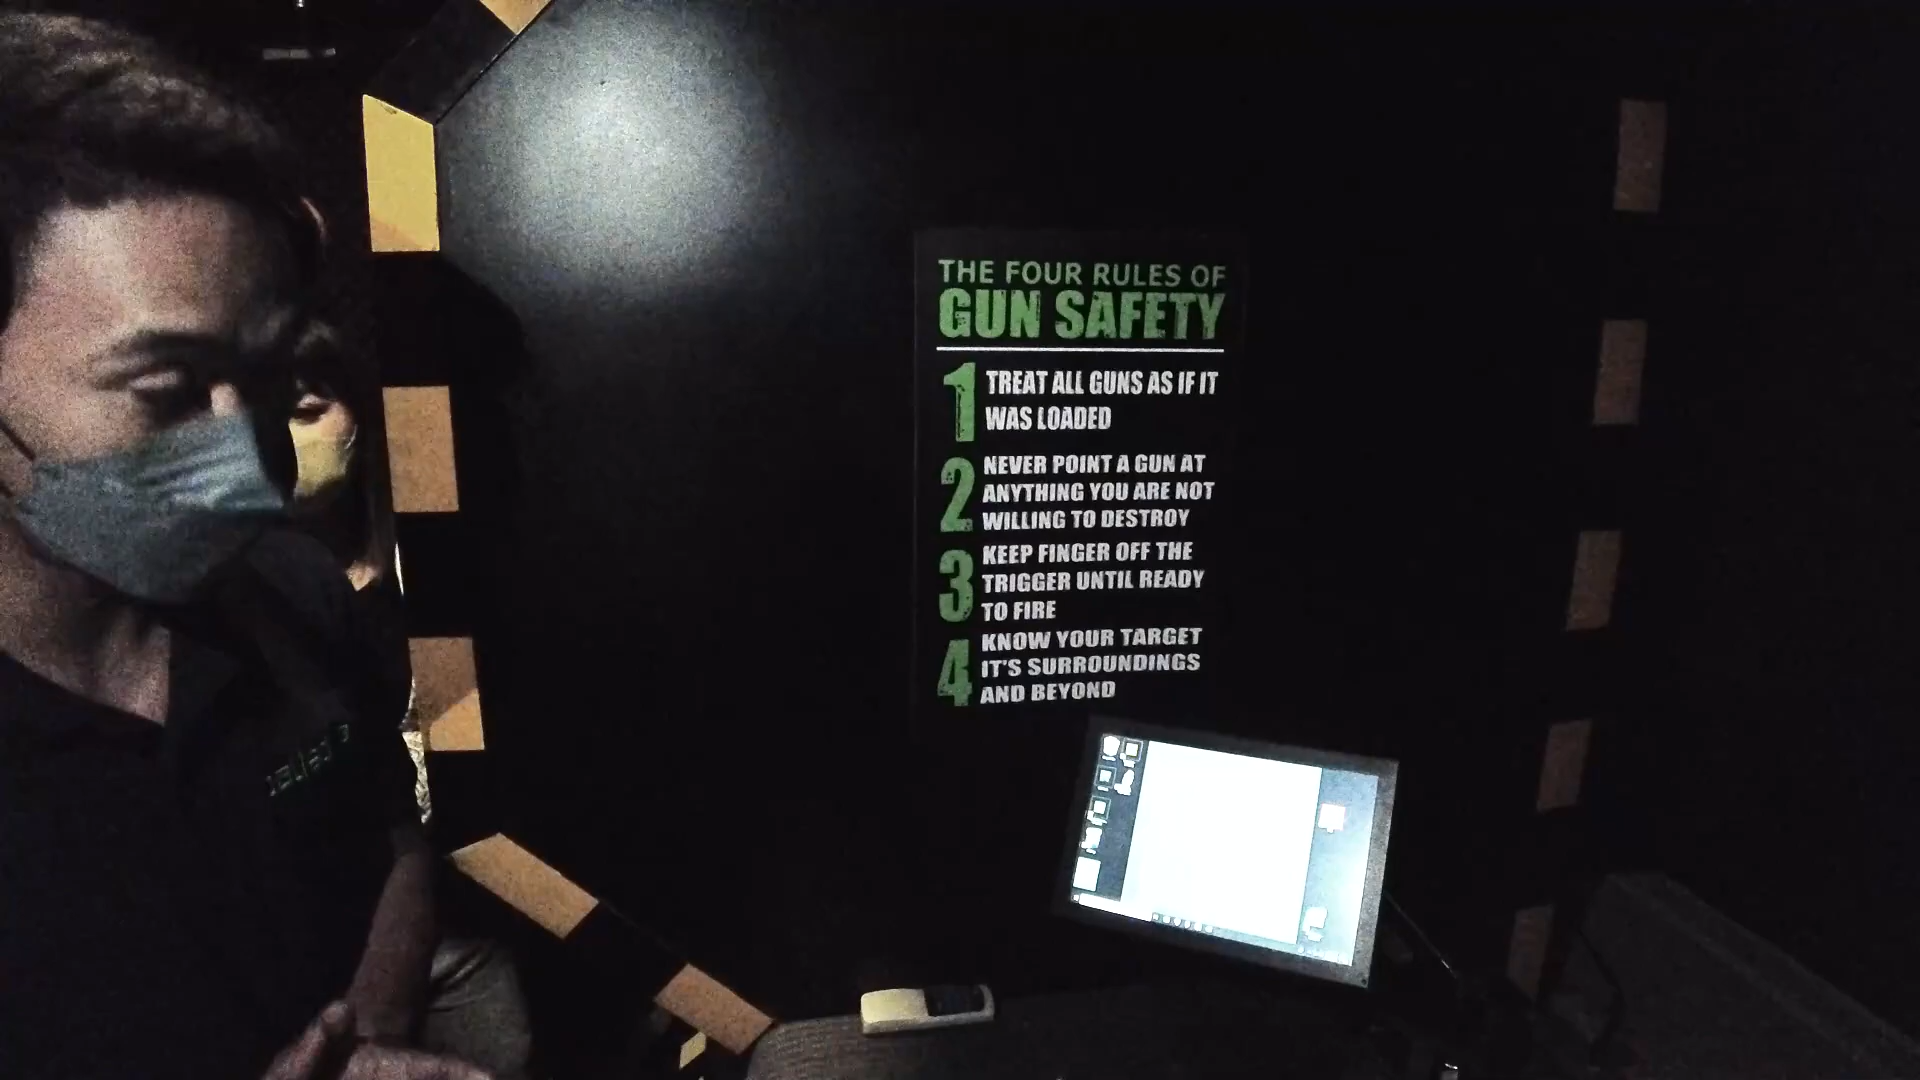 THE FOUR RULES OF
GUN SAFETY
1 TREAT ALL GUNS AS IF IT
WAS LOADED
2 NEVER POINT A GUN AT
ANYTHING YOU ARE NOT
WILLING TO DESTROY
3 KEEP FINGER OFF THE
TRIGGER UNTIL READY
TO FIRE
4 KNOW YOUR TARGET
IT'S SURROUNDINGS
AND BEYOND